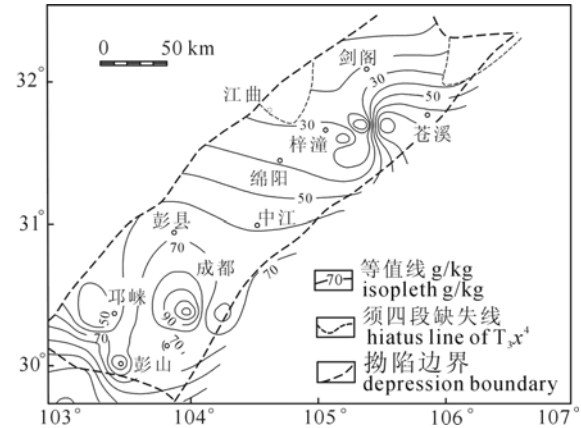 0 50 km
32°
31°
30°
103°
104°
105°
106°
107°
剑阁
30
江曲
50
30
梓潼
苍溪
绵阳
50
中江
彭县
70
成都
70
邛崃
50
90
70
70
彭山
70 等值线 g/kg
isopleth g/kg
须四段缺失线
hiatus line of T₃x⁴
拗陷边界
depression boundary